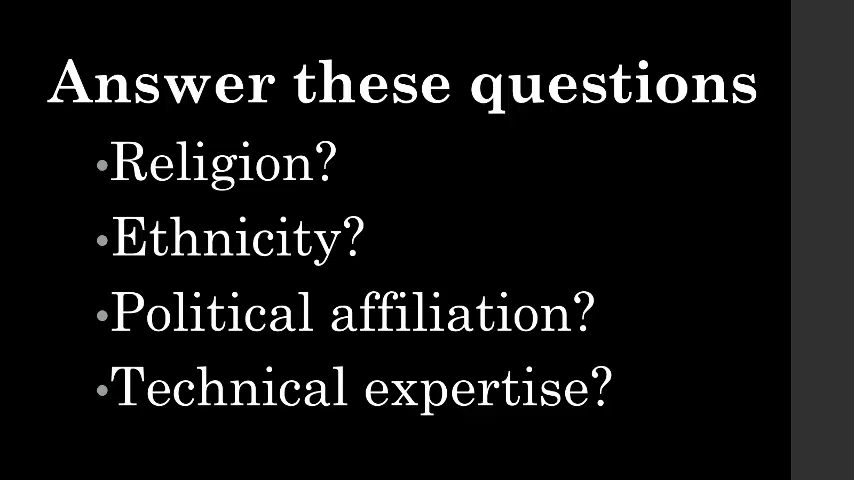 Answer these questions
•Religion?
•Ethnicity?
•Political affiliation?
•Technical expertise?